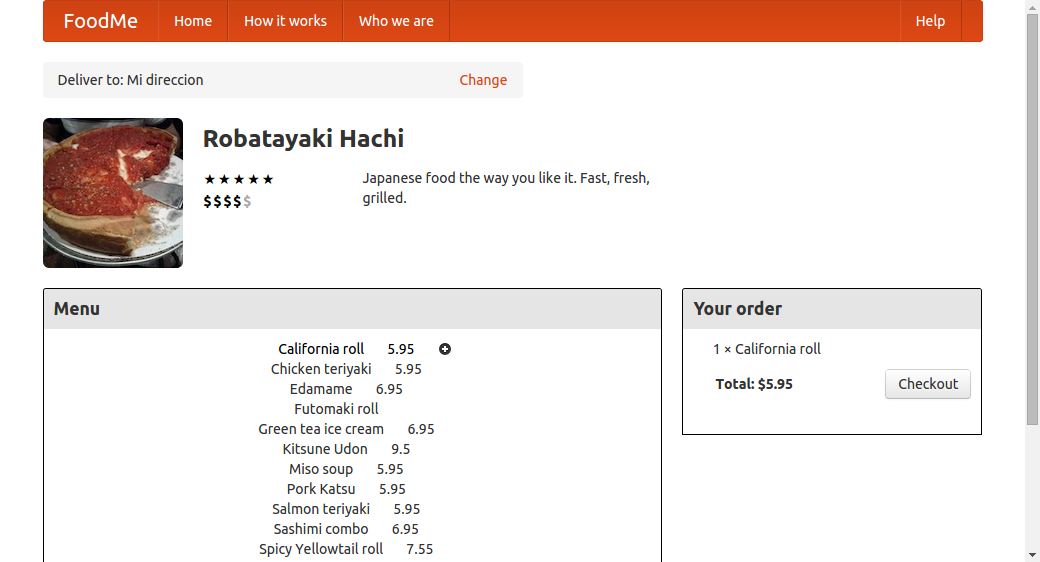 FoodMe Home How it works Who we are Help
Deliver to: Mi direccion Change
Robatayaki Hachi
★★★★★ Japanese food the way you like it. Fast, fresh,
grilled.
$$$$$
Menu
California roll 5.95
Chicken teriyaki 5.95
Edamame 6.95
Futomaki roll
Green tea ice cream 6.95
Kitsune Udon 9.5
Miso soup 5.95
Pork Katsu 5.95
Salmon teriyaki 5.95
Sashimi combo 6.95
Spicy Yellowtail roll 7.55
Your order
1 × California roll
Total: $5.95 Checkout